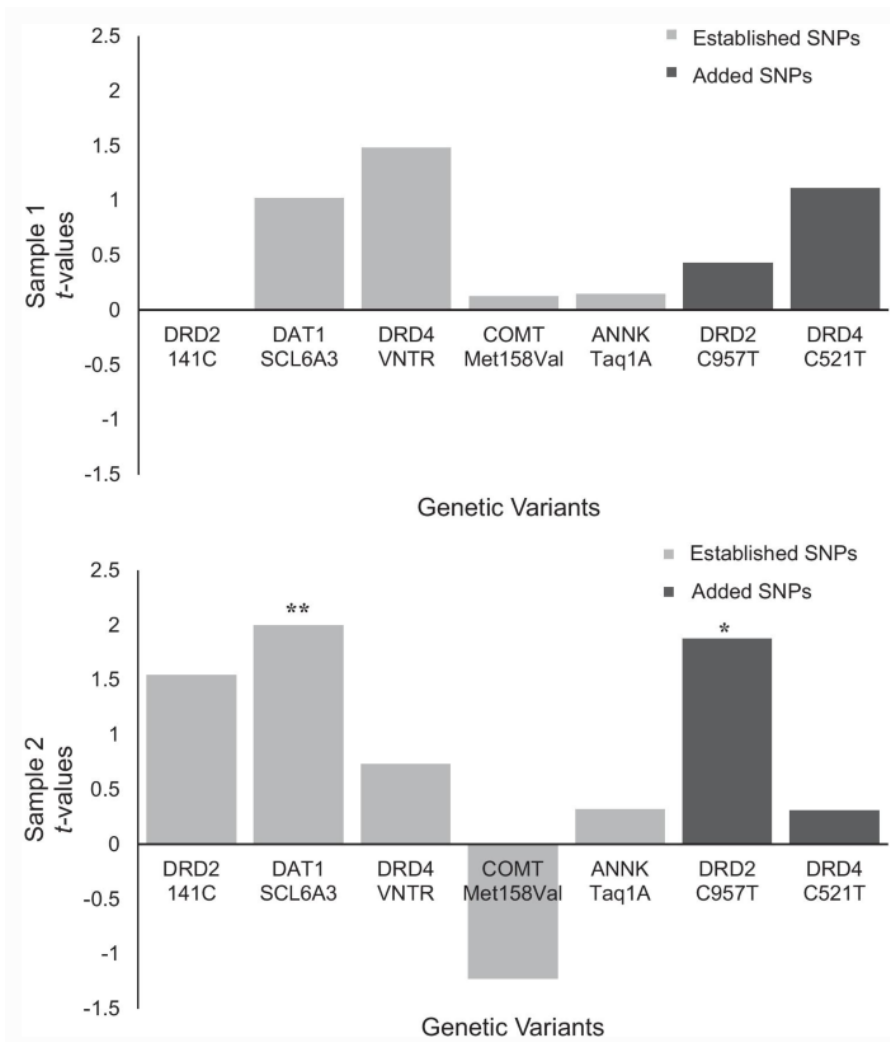 2.5
Established SNPs
2
Added SNPs
1.5
1
0.5
0
-0.5
-1
-1.5
Sample 1
t-values
DRD2 DAT1 DRD4 COMT ANNK DRD2 DRD4
141C SCL6A3 VNTR Met158Val Taq1A C957T C521T
Genetic Variants
Established SNPs
2.5
Added SNPs
**
*
2
1.5
1
0.5
0
-0.5
-1
-1.5
Sample 2
t-values
DRD2 DAT1 DRD4 COMT ANNK DRD2 DRD4
141C SCL6A3 VNTR Met158Val Taq1A C957T C521T
Genetic Variants